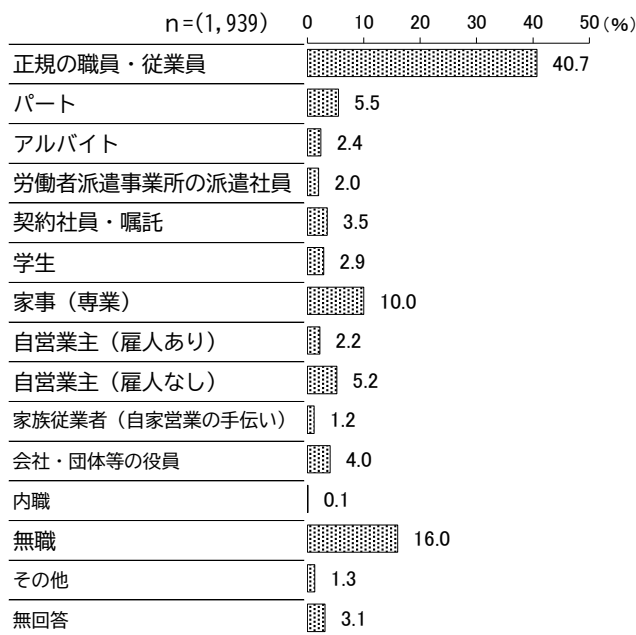 n=(1,939) 0 10 20 30 40 50 (%)
正規の職員・従業員 40.7
パート 5.5
アルバイト 2.4
労働者派遣事業所の派遣社員 2.0
契約社員・嘱託 3.5
学生 2.9
家事（専業） 10.0
自営業主（雇人あり） 2.2
自営業主（雇人なし） 5.2
家族従業者（自家営業の手伝い） 1.2
会社・団体等の役員 4.0
内職 0.1
無職 16.0
その他 1.3
無回答 3.1